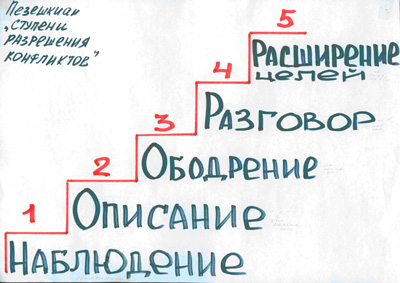 Пезешкиан
„Ступени
разрешения
конфликтов"
5
Расширение
целей
4
Разговор
3
Ободрение
2
Описание
1
Наблюдение